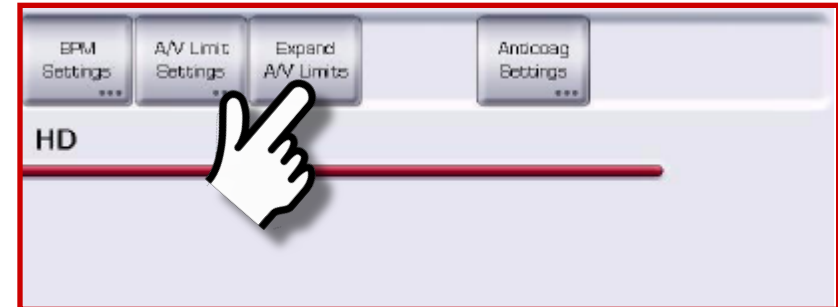 BPM
Settings
...
A/V Limit
Settings
...
Expand
A/V Limits
Anticoag
Settings
...
HD